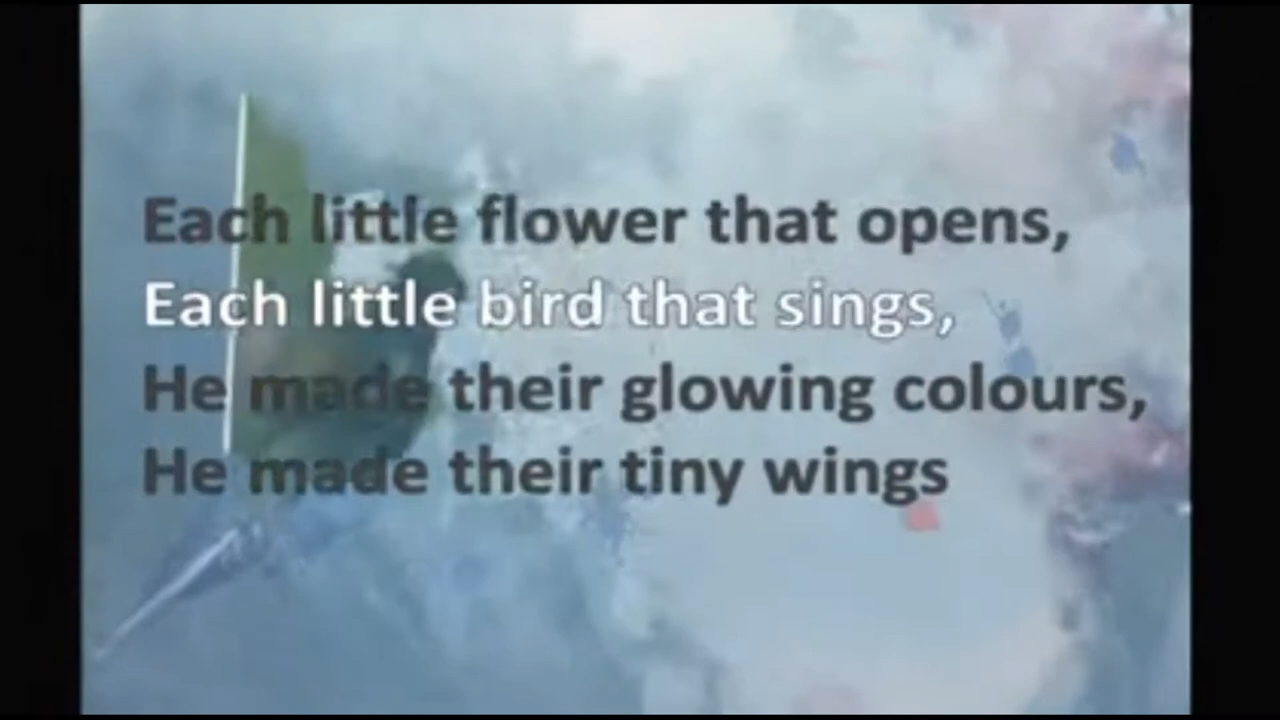 Each little flower that opens,
Each little bird that sings,
He made their glowing colours,
He made their tiny wings